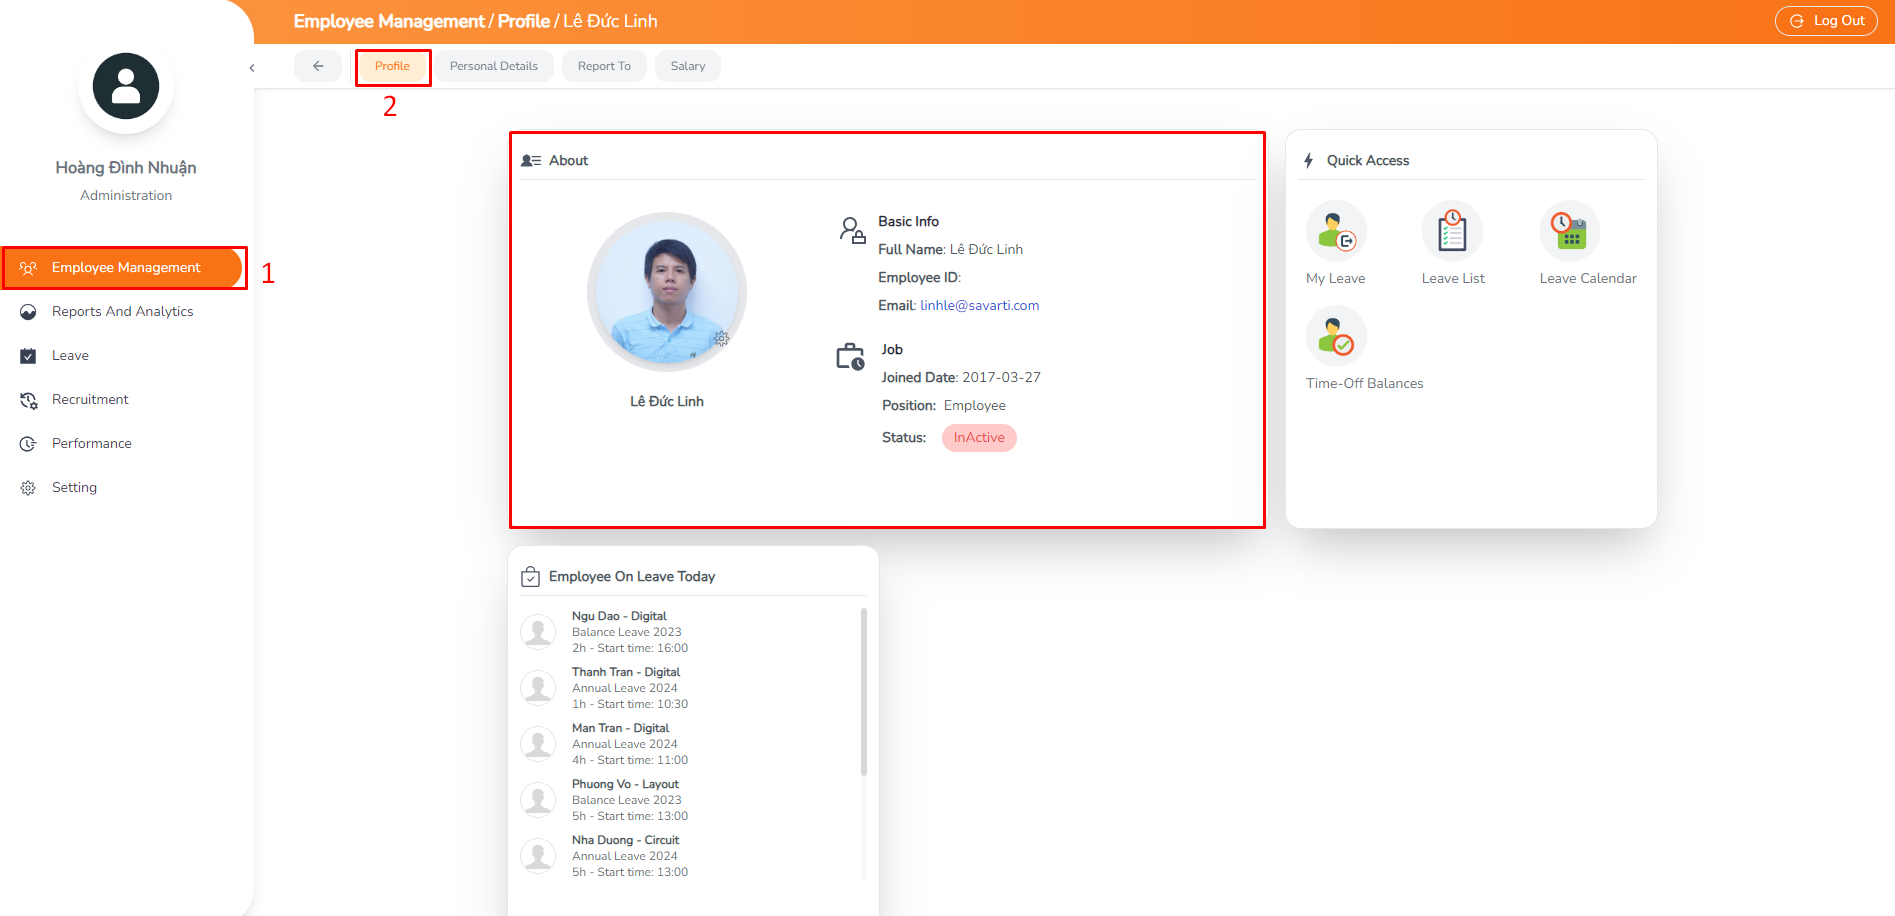 Employee Management / Profile / Lê Đức Linh
Log Out
Hoàng Đình Nhuận
Administration
Employee Management
1
Reports And Analytics
Leave
Recruitment
Performance
Setting
Profile
Personal Details
Report To
Salary
2
About
Lê Đức Linh
Basic Info
Full Name: Lê Đức Linh
Employee ID:
Email: linhle@savarti.com
Job
Joined Date: 2017-03-27
Position: Employee
Status: InActive
Quick Access
My Leave
Leave List
Leave Calendar
Time-Off Balances
Employee On Leave Today
Ngu Dao - Digital
Balance Leave 2023
2h - Start time: 16:00
Thanh Tran - Digital
Annual Leave 2024
1h - Start time: 10:30
Man Tran - Digital
Annual Leave 2024
4h - Start time: 11:00
Phuong Vo - Layout
Balance Leave 2023
5h - Start time: 13:00
Nha Duong - Circuit
Annual Leave 2024
5h - Start time: 13:00